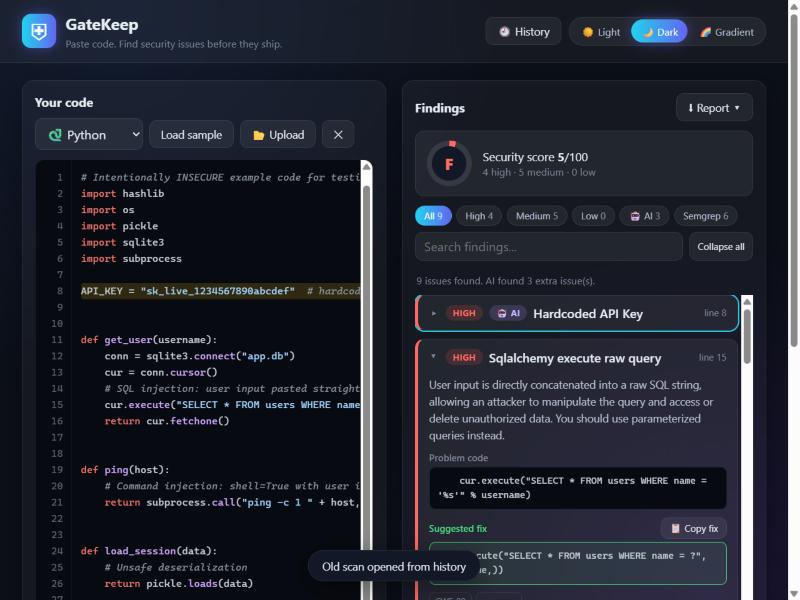 GateKeep
Paste code. Find security issues before they ship.
History
Light
Dark
Gradient
Your code
Python
Load sample
Upload
1 # Intentionally INSECURE example code for testi
2 import hashlib
3 import os
4 import pickle
5 import sqlite3
6 import subprocess
7
8 API_KEY = "sk_live_1234567890abcdef" # hardcod
9
10
11 def get_user(username):
12 conn = sqlite3.connect("app.db")
13 cur = conn.cursor()
14 # SQL injection: user input pasted straight
15 cur.execute("SELECT * FROM users WHERE name
16 return cur.fetchone()
17
18
19 def ping(host):
20 # Command injection: shell=True with user i
21 return subprocess.call("ping -c 1 " + host,
22
23
24 def load_session(data):
25 # Unsafe deserialization
26 return pickle.loads(data)
Findings
Report
F
Security score 5/100
4 high · 5 medium · 0 low
All 9
High 4
Medium 5
Low 0
AI 3
Semgrep 6
Search findings...
Collapse all
9 issues found. AI found 3 extra issue(s).
HIGH AI Hardcoded API Key line 8
HIGH Sqlalchemy execute raw query line 15
User input is directly concatenated into a raw SQL string,
allowing an attacker to manipulate the query and access or
delete unauthorized data. You should use parameterized
queries instead.
Problem code
cur.execute("SELECT * FROM users WHERE name =
'%s'" % username)
Suggested fix
Copy fix
cute("SELECT * FROM users WHERE name = ?",
,))
Old scan opened from history